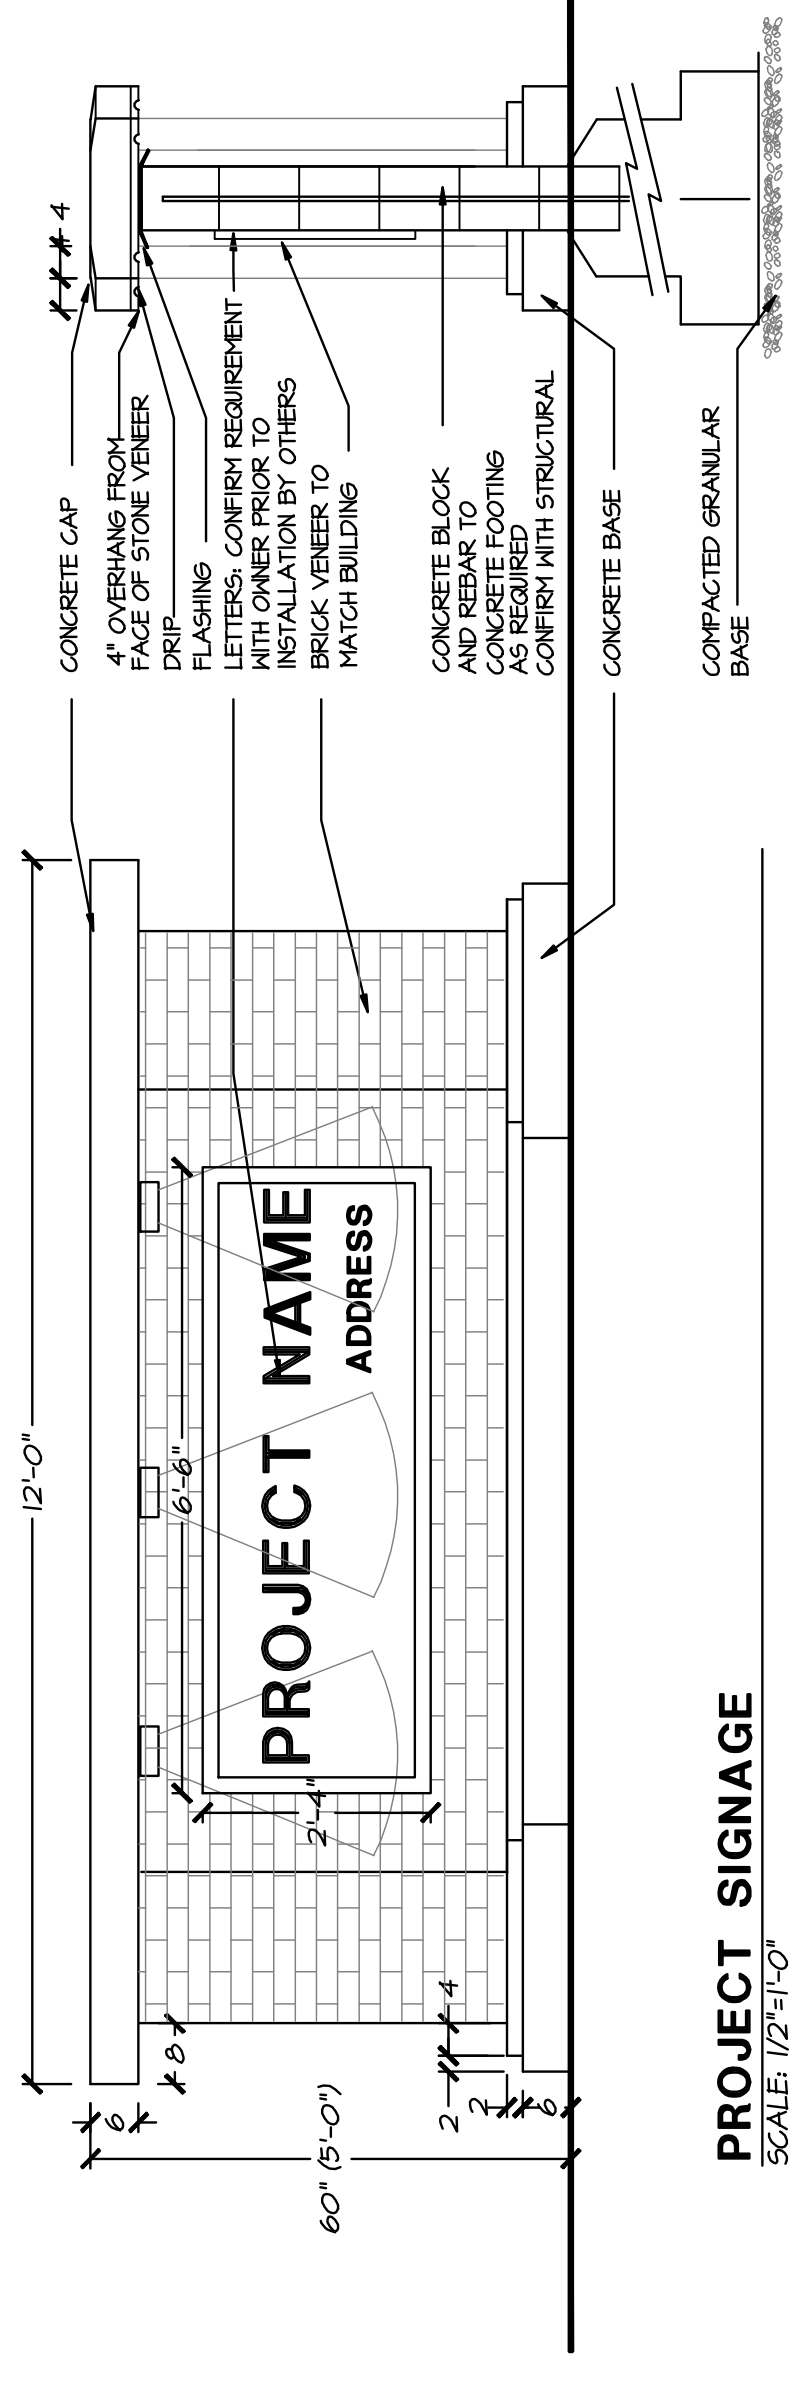 12'-0"
4
CONCRETE CAP
4" OVERHANG FROM
FACE OF STONE VENEER
DRIP
FLASHING
LETTERS: CONFIRM REQUIREMENT
WITH OWNER PRIOR TO
INSTALLATION BY OTHERS
BRICK VENEER TO
MATCH BUILDING
CONCRETE BLOCK
AND REBAR TO
CONCRETE FOOTING
AS REQUIRED
CONFIRM WITH STRUCTURAL
CONCRETE BASE
COMPACTED GRANULAR
BASE
6
8
6'-6"
PROJECT NAME
ADDRESS
2'-4"
60" (5'-0")
4
2
2
6
PROJECT SIGNAGE
SCALE: 1/2"=1'-0"